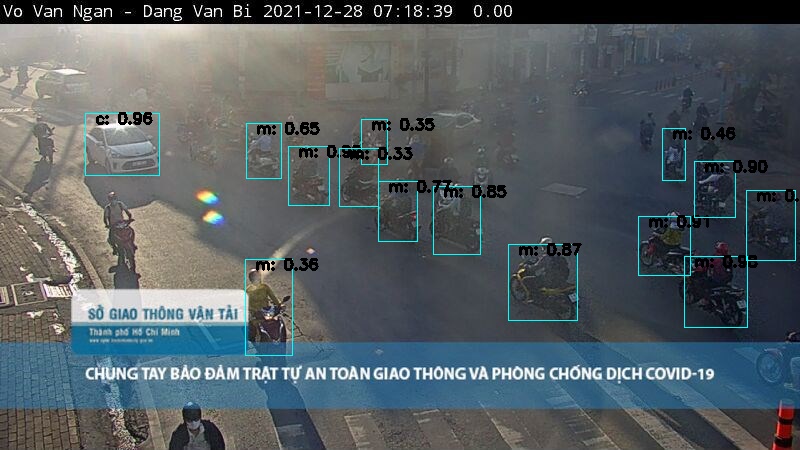 Vo Van Ngan - Dang Van Bi 2021-12-28 07:18:39 0.00
c: 0.96
m: 0.65
m: 0.35
m: 0.33
m: 0.46
m: 0.90
m: 0.77
m: 0.85
m: 0.
m: 0.91
m: 0.36
m: 0.87
m: 0.98
SỞ GIAO THÔNG VẬN TẢI
Thành phố Hồ Chí Minh
CHUNG TAY BẢO ĐẢM TRẬT TỰ AN TOÀN GIAO THÔNG VÀ PHÒNG CHỐNG DỊCH COVID-19